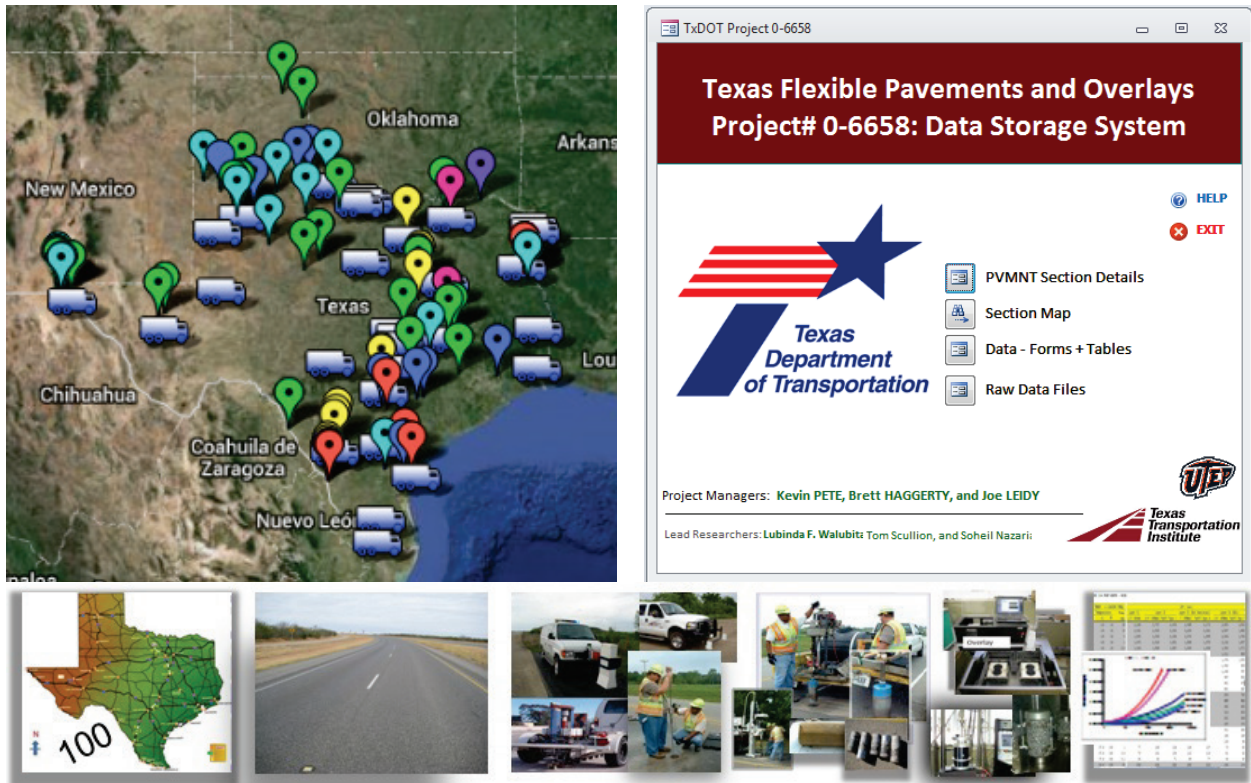 Oklahoma
Arkans
New Mexico
Texas
Lou
Chihuahua
Coahuila de
Zaragoza
Nuevo León
TxDOT Project 0-6658
Texas Flexible Pavements and Overlays
Project# 0-6658: Data Storage System
HELP
EXIT
PVMNT Section Details
Section Map
Data - Forms + Tables
Raw Data Files
Texas
Department
of Transportation
Project Managers: Kevin PETE, Brett HAGGERTY, and Joe LEIDY
UTEP
Texas
Transportation
Institute
Lead Researchers: Lubinda F. Walubita Tom Scullion, and Soheil Nazari
100
N
Overlay